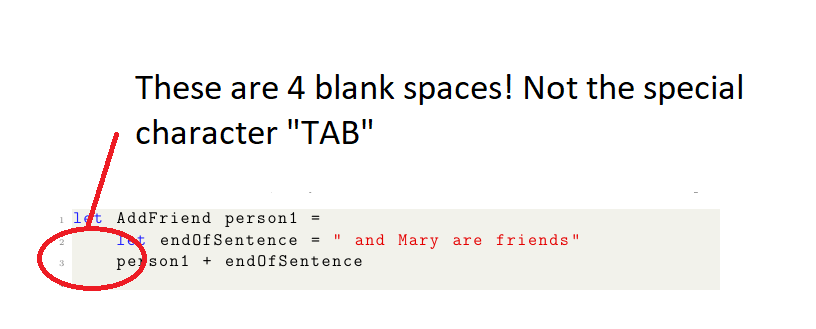 These are 4 blank spaces! Not the special
character "TAB"
1 let AddFriend person1 =
2     let endOfSentence = " and Mary are friends"
3     person1 + endOfSentence